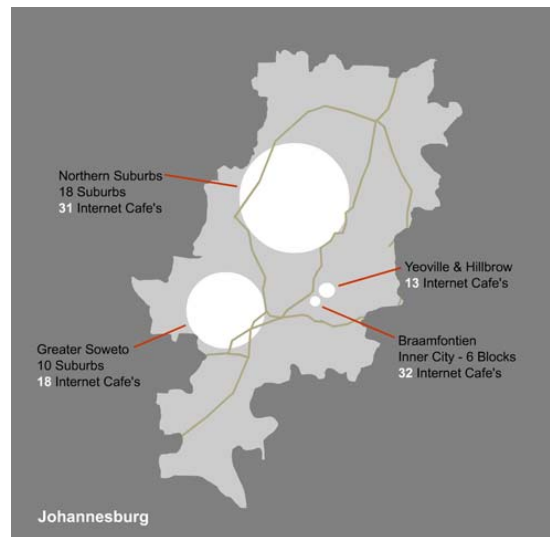 Northern Suburbs
18 Suburbs
31 Internet Cafe's
Yeoville & Hillbrow
13 Internet Cafe's
Braamfontien
Inner City - 6 Blocks
32 Internet Cafe's
Greater Soweto
10 Suburbs
18 Internet Cafe's
Johannesburg